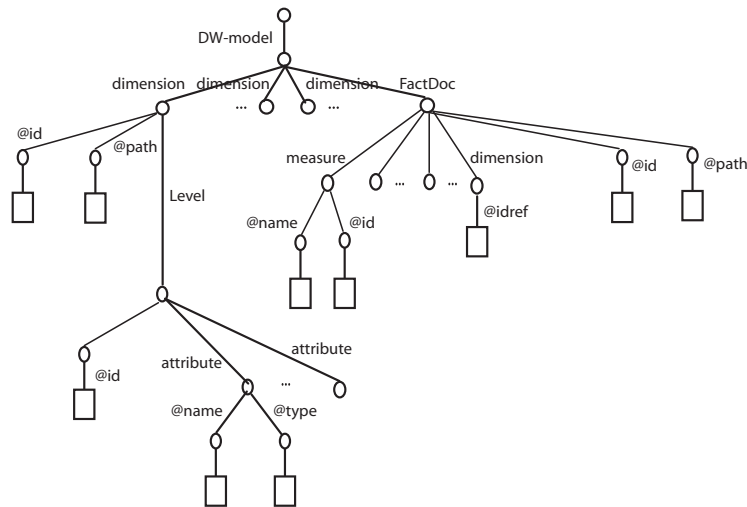 DW-model
dimension dimension dimension FactDoc
... ...
@id @path measure dimension @id @path
... ...
Level @name @id @idref
attribute attribute
@id ...
@name @type